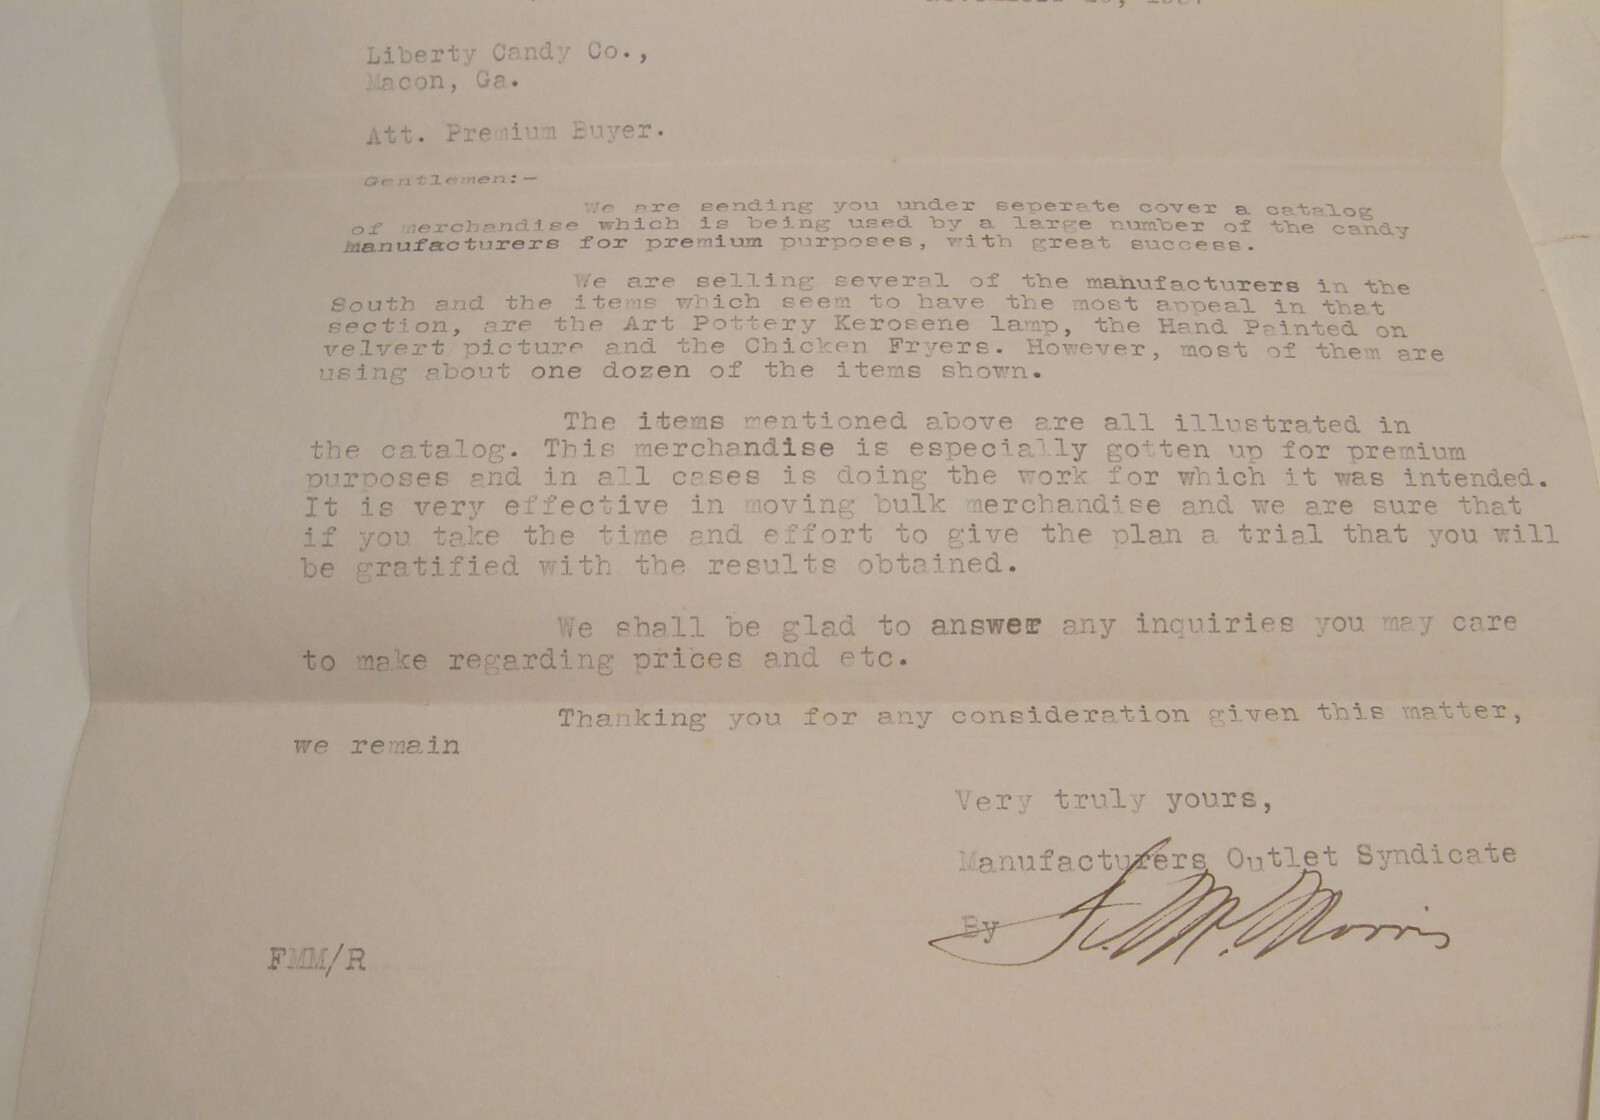 Liberty Candy Co.,
Macon, Ga.
Att. Premium Buyer.
Gentlemen:-
We are sending you under seperate cover a catalog
of merchandise which is being used by a large number of the candy
manufacturers for premium purposes, with great success.
We are selling several of the manufacturers in the
South and the items which seem to have the most appeal in that
section, are the Art Pottery Kerosene lamp, the Hand Painted on
velvert picture and the Chicken Fryers. However, most of them are
using about one dozen of the items shown.
The items mentioned above are all illustrated in
the catalog. This merchandise is especially gotten up for premium
purposes and in all cases is doing the work for which it was intended.
It is very effective in moving bulk merchandise and we are sure that
if you take the time and effort to give the plan a trial that you will
be gratified with the results obtained.
We shall be glad to answer any inquiries you may care
to make regarding prices and etc.
Thanking you for any consideration given this matter,
we remain
Very truly yours,
Manufacturers Outlet Syndicate
By F. M. Morris
FMM/R